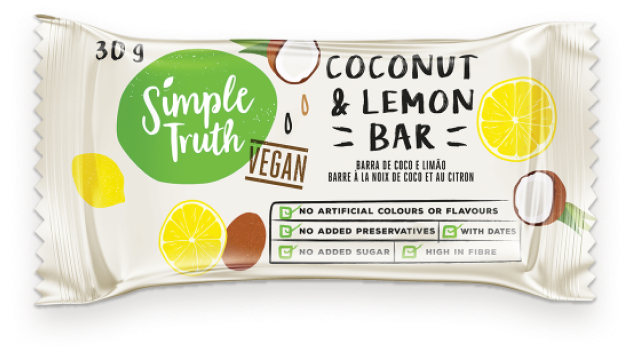 30 g
Simple
Truth
VEGAN
COCONUT
& LEMON
BAR
BARRA DE COCO E LIMÃO
BARRE À LA NOIX DE COCO ET AU CITRON
NO ARTIFICIAL COLOURS OR FLAVOURS
NO ADDED PRESERVATIVES WITH DATES
NO ADDED SUGAR HIGH IN FIBRE